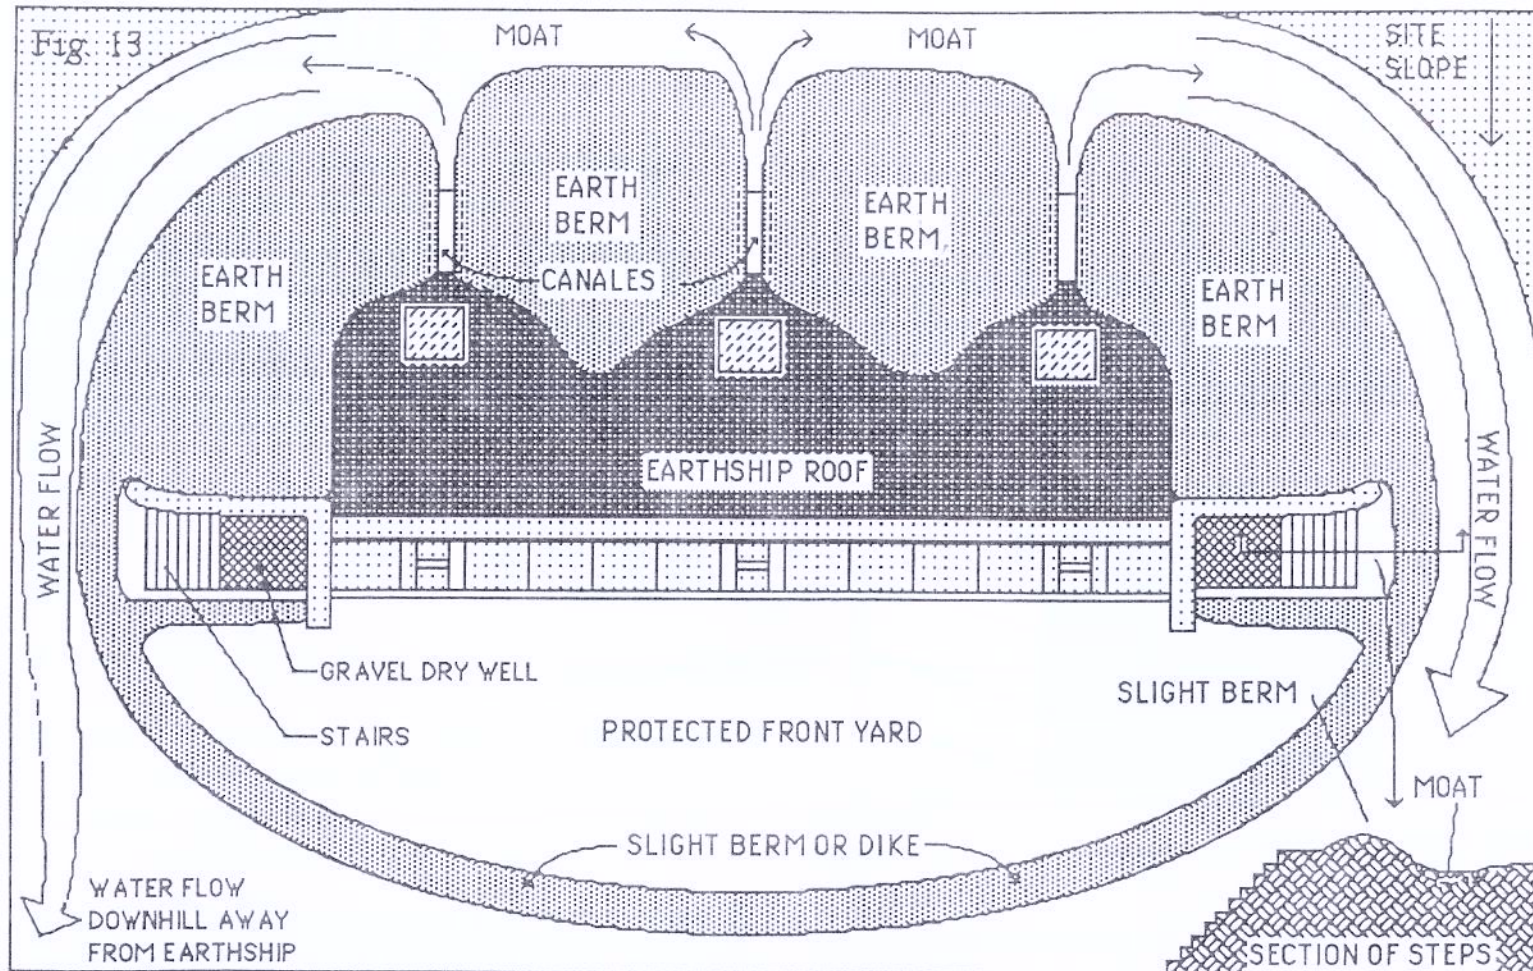 Fig. 13
MOAT
MOAT
SITE
SLOPE
EARTH
BERM
EARTH
BERM
EARTH
BERM
CANALES
EARTH
BERM
EARTHSHIP ROOF
WATER FLOW
WATER FLOW
GRAVEL DRY WELL
STAIRS
PROTECTED FRONT YARD
SLIGHT BERM
MOAT
SLIGHT BERM OR DIKE
WATER FLOW
DOWNHILL AWAY
FROM EARTHSHIP
SECTION OF STEPS